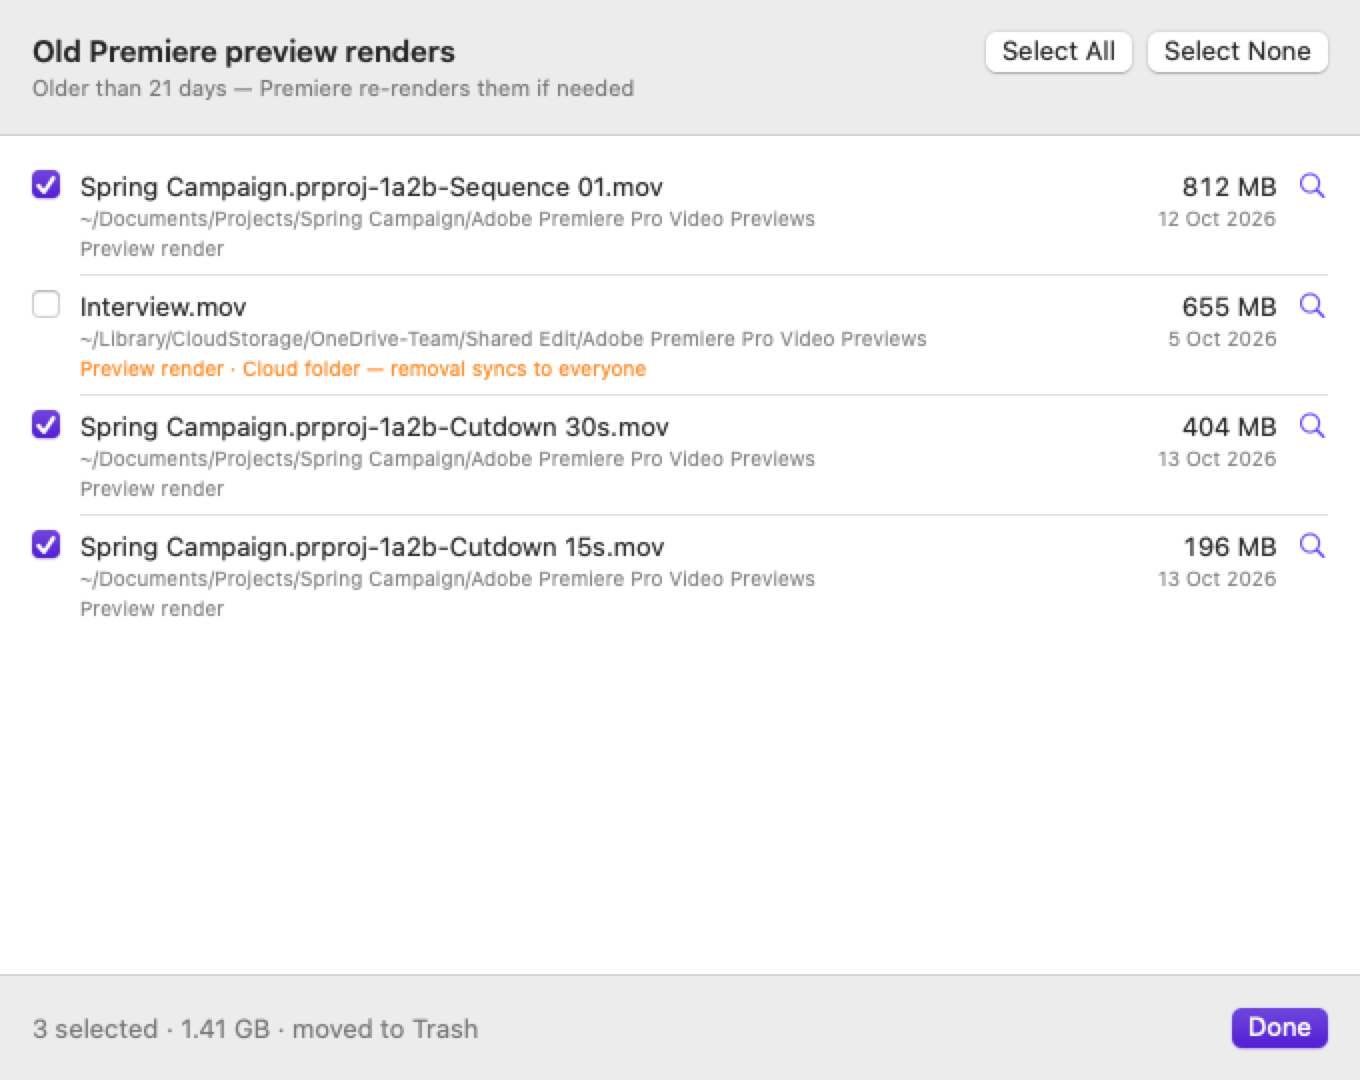 Old Premiere preview renders
Older than 21 days — Premiere re-renders them if needed
Select All
Select None
Spring Campaign.prproj-1a2b-Sequence 01.mov
812 MB
~/Documents/Projects/Spring Campaign/Adobe Premiere Pro Video Previews
12 Oct 2026
Preview render
Interview.mov
655 MB
~/Library/CloudStorage/OneDrive-Team/Shared Edit/Adobe Premiere Pro Video Previews
5 Oct 2026
Preview render · Cloud folder — removal syncs to everyone
Spring Campaign.prproj-1a2b-Cutdown 30s.mov
404 MB
~/Documents/Projects/Spring Campaign/Adobe Premiere Pro Video Previews
13 Oct 2026
Preview render
Spring Campaign.prproj-1a2b-Cutdown 15s.mov
196 MB
~/Documents/Projects/Spring Campaign/Adobe Premiere Pro Video Previews
13 Oct 2026
Preview render
3 selected · 1.41 GB · moved to Trash
Done